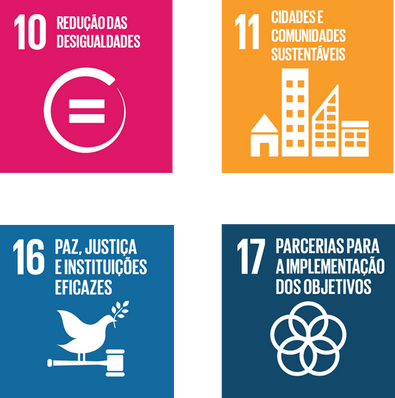 10 REDUÇÃO DAS
DESIGUALDADES
11 CIDADES E
COMUNIDADES
SUSTENTÁVEIS
16 PAZ, JUSTIÇA
E INSTITUIÇÕES
EFICAZES
17 PARCERIAS PARA
A IMPLEMENTAÇÃO
DOS OBJETIVOS